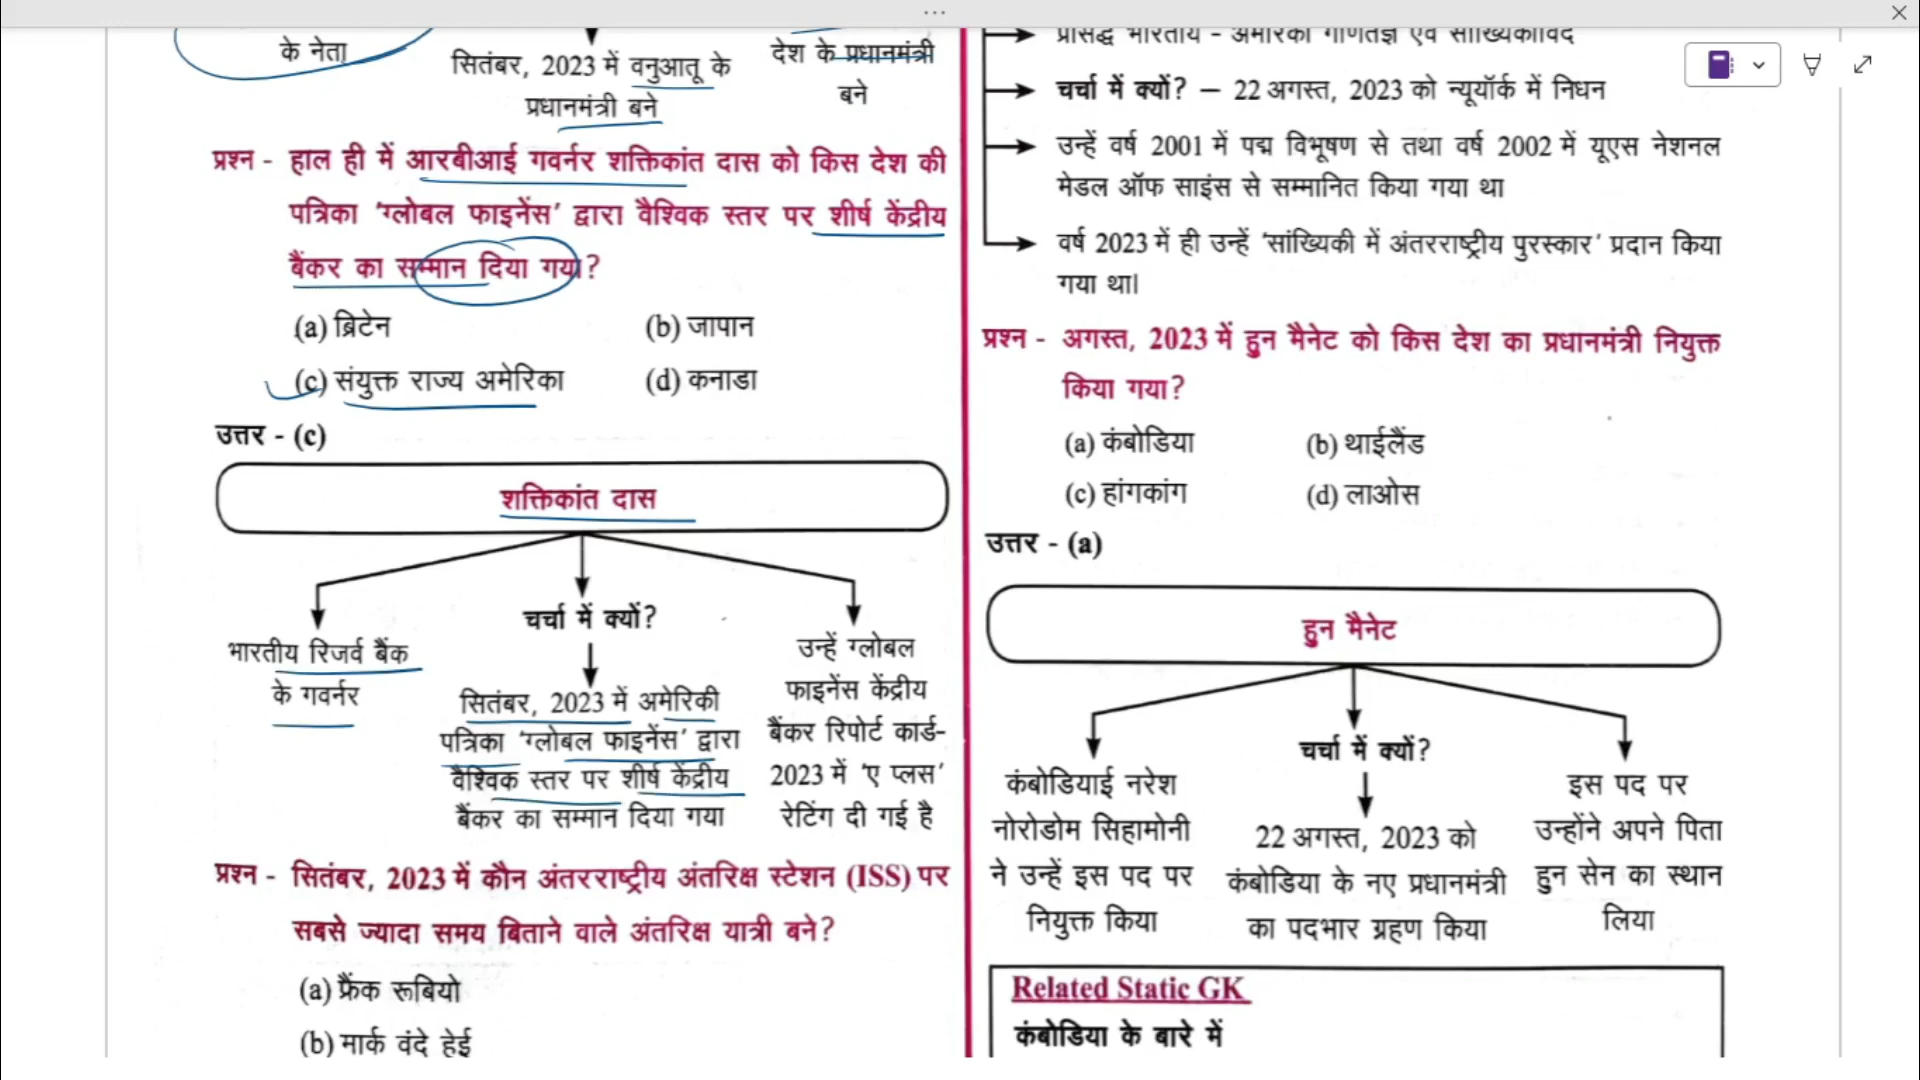 के नेता
सितंबर, 2023 में वनुआतू के
प्रधानमंत्री बने
देश के प्रधानमंत्री
बने
प्रश्न - हाल ही में आरबीआई गवर्नर शक्तिकांत दास को किस देश की
पत्रिका ‘ग्लोबल फाइनेंस’ द्वारा वैश्विक स्तर पर शीर्ष केंद्रीय
बैंकर का सम्मान दिया गया?
(a) ब्रिटेन (b) जापान
(c) संयुक्त राज्य अमेरिका (d) कनाडा
उत्तर - (c)
शक्तिकांत दास
भारतीय रिजर्व बैंक
के गवर्नर
चर्चा में क्यों?
सितंबर, 2023 में अमेरिकी
पत्रिका ‘ग्लोबल फाइनेंस’ द्वारा
वैश्विक स्तर पर शीर्ष केंद्रीय
बैंकर का सम्मान दिया गया
उन्हें ग्लोबल
फाइनेंस केंद्रीय
बैंकर रिपोर्ट कार्ड-
2023 में ‘ए प्लस’
रेटिंग दी गई है
प्रश्न - सितंबर, 2023 में कौन अंतरराष्ट्रीय अंतरिक्ष स्टेशन (ISS) पर
सबसे ज्यादा समय बिताने वाले अंतरिक्ष यात्री बने?
(a) फ्रैंक रूबियो
(b) मार्क वंदे हेई
प्रसिद्ध भारतीय - अमेरिकी गणितज्ञ एवं सांख्यिकीविद
चर्चा में क्यों? – 22 अगस्त, 2023 को न्यूयॉर्क में निधन
उन्हें वर्ष 2001 में पद्म विभूषण से तथा वर्ष 2002 में यूएस नेशनल
मेडल ऑफ साइंस से सम्मानित किया गया था
वर्ष 2023 में ही उन्हें ‘सांख्यिकी में अंतरराष्ट्रीय पुरस्कार’ प्रदान किया
गया था।
प्रश्न - अगस्त, 2023 में हुन मैनेट को किस देश का प्रधानमंत्री नियुक्त
किया गया?
(a) कंबोडिया (b) थाईलैंड
(c) हांगकांग (d) लाओस
उत्तर - (a)
हुन मैनेट
कंबोडियाई नरेश
नोरोडोम सिहामोनी
ने उन्हें इस पद पर
नियुक्त किया
चर्चा में क्यों?
22 अगस्त, 2023 को
कंबोडिया के नए प्रधानमंत्री
का पदभार ग्रहण किया
इस पद पर
उन्होंने अपने पिता
हुन सेन का स्थान
लिया
Related Static GK
कंबोडिया के बारे में